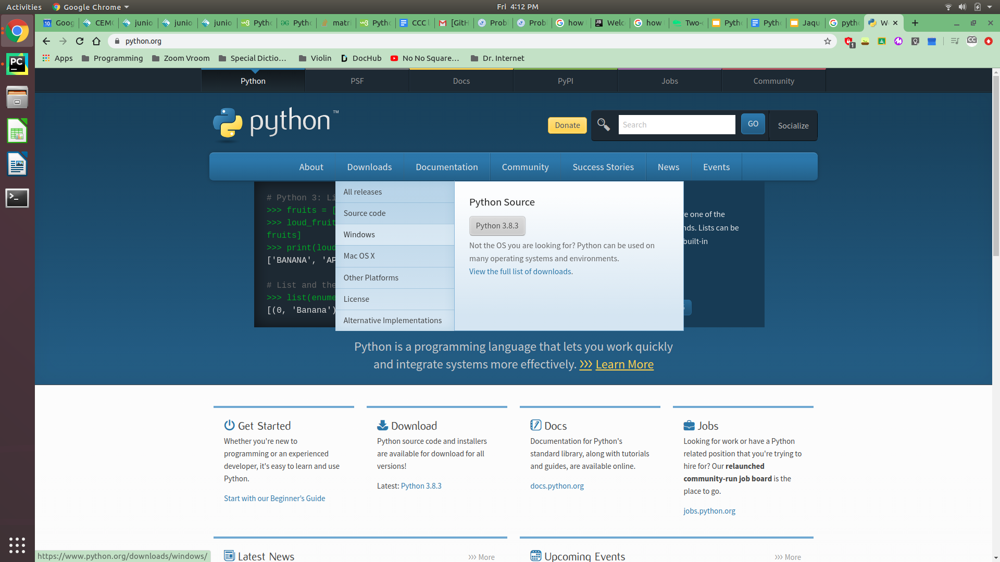 Activities
Google Chrome
Fri 4:12 PM
Goog
CEMC
junio
junio
junio
Pytho
matri
CCC
[GitH
Prob
Prob
how
Welc
how
Two-
Pytho
Pytho
Jaqu
pytho
python.org
1
CC
Apps
Programming
Zoom Vroom
Special Dictio...
Violin
DocHub
No No Square...
Dr. Internet
PC
Python
PSF
Docs
PyPI
Jobs
Community
python™
Donate
Search
GO
Socialize
About
Downloads
Documentation
Community
Success Stories
News
Events
# Python 3: Li
>>> fruits = [
>>> loud_fruit
fruits]
>>> print(loud
['BANANA', 'AP
# List and the
>>> list(enume
[(0, 'Banana')
All releases
Source code
Windows
Mac OS X
Other Platforms
License
Alternative Implementations
Python Source
Python 3.8.3
Not the OS you are looking for? Python can be used on
many operating systems and environments.
View the full list of downloads.
e one of the
nds. Lists can be
built-in
Python is a programming language that lets you work quickly
and integrate systems more effectively. >>> Learn More
Get Started
Whether you're new to
programming or an experienced
developer, it's easy to learn and use
Python.
Start with our Beginner's Guide
Download
Python source code and installers
are available for download for all
versions!
Latest: Python 3.8.3
Docs
Documentation for Python's
standard library, along with tutorials
and guides, are available online.
docs.python.org
Jobs
Looking for work or have a Python
related position that you're trying to
hire for? Our relaunched
community-run job board is the
place to go.
jobs.python.org
Latest News
>>> More
Upcoming Events
>>> More
https://www.python.org/downloads/windows/